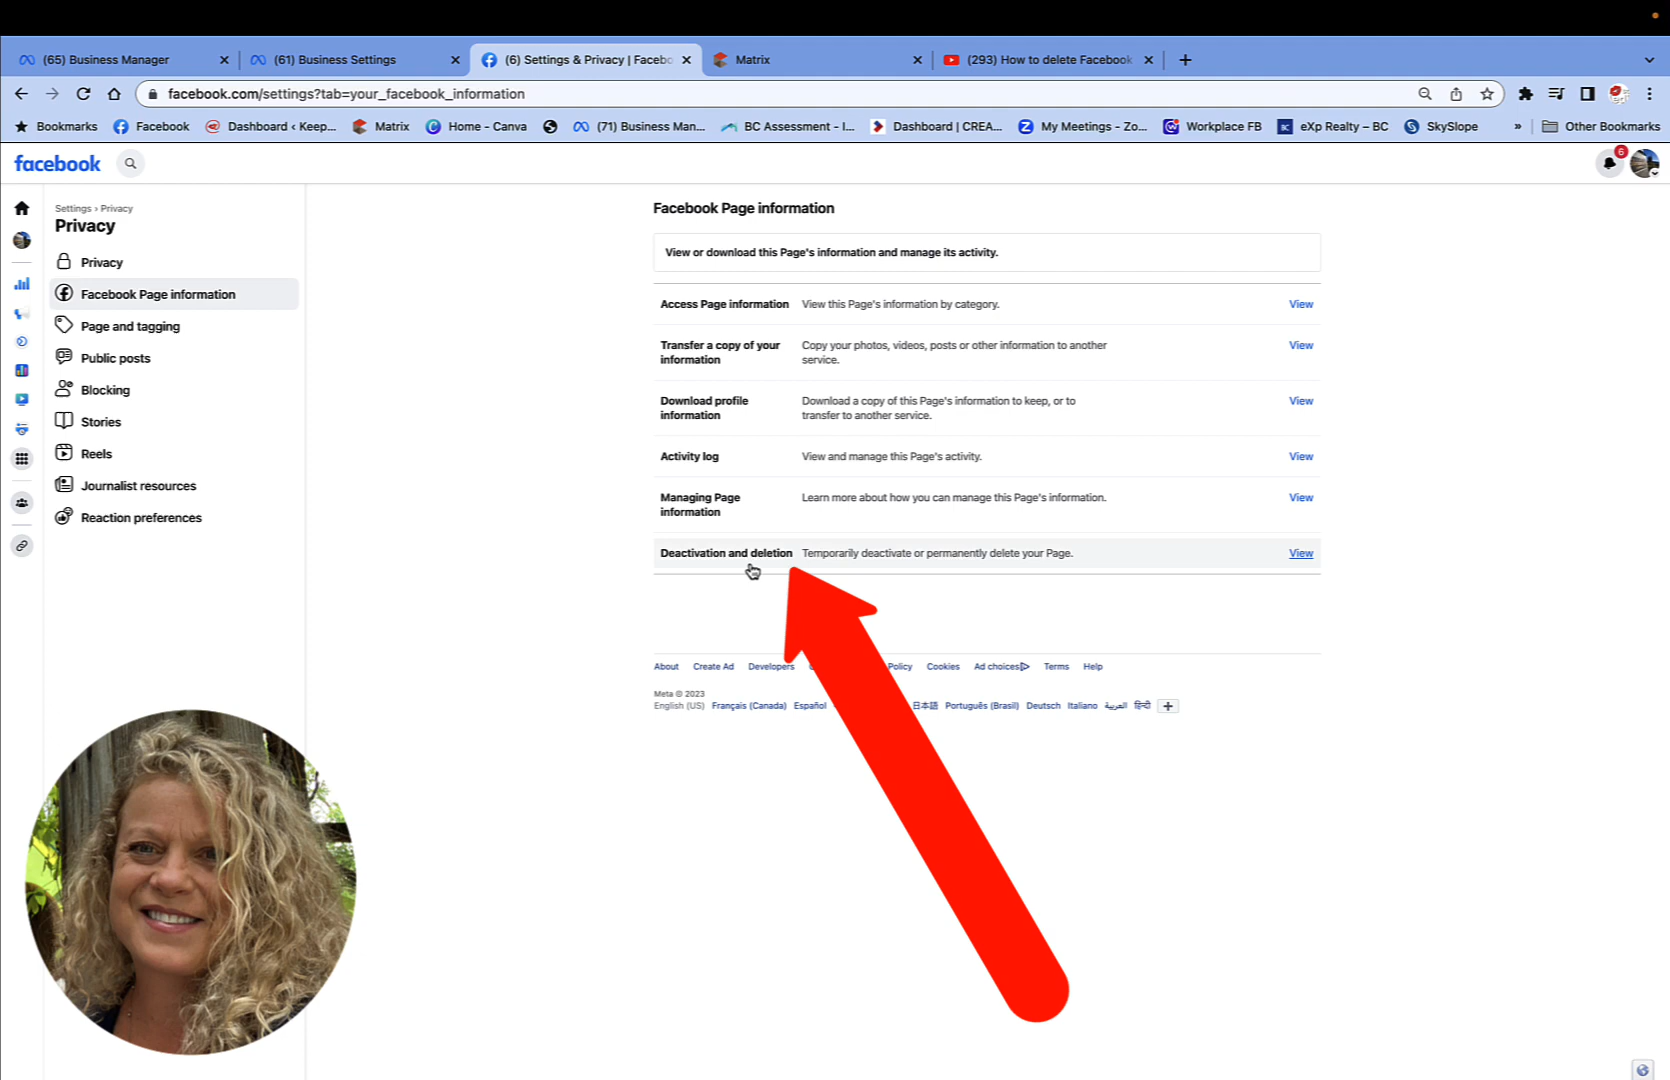 (65) Business Manager
(61) Business Settings
(6) Settings & Privacy | Facebo
Matrix
(293) How to delete Facebook
facebook.com/settings?tab=your_facebook_information
Bookmarks
Facebook
Dashboard ‹ Keep...
Matrix
Home - Canva
(71) Business Man...
BC Assessment - I...
Dashboard | CREA...
My Meetings - Zo...
Workplace FB
eXp Realty – BC
SkySlope
»
Other Bookmarks
facebook
6
Settings › Privacy
Privacy
Privacy
Facebook Page information
Page and tagging
Public posts
Blocking
Stories
Reels
Journalist resources
Reaction preferences
Facebook Page information
View or download this Page's information and manage its activity.
Access Page information View this Page's information by category. View
Transfer a copy of your Copy your photos, videos, posts or other information to another View
information service.
Download profile Download a copy of this Page's information to keep, or to View
information transfer to another service.
Activity log View and manage this Page's activity. View
Managing Page Learn more about how you can manage this Page's information. View
information
Deactivation and deletion Temporarily deactivate or permanently delete your Page. View
About Create Ad Developers Policy Cookies Ad choices Terms Help
Meta © 2023
English (US) Français (Canada) Español 日本語 Português (Brasil) Deutsch Italiano العربية हिन्दी